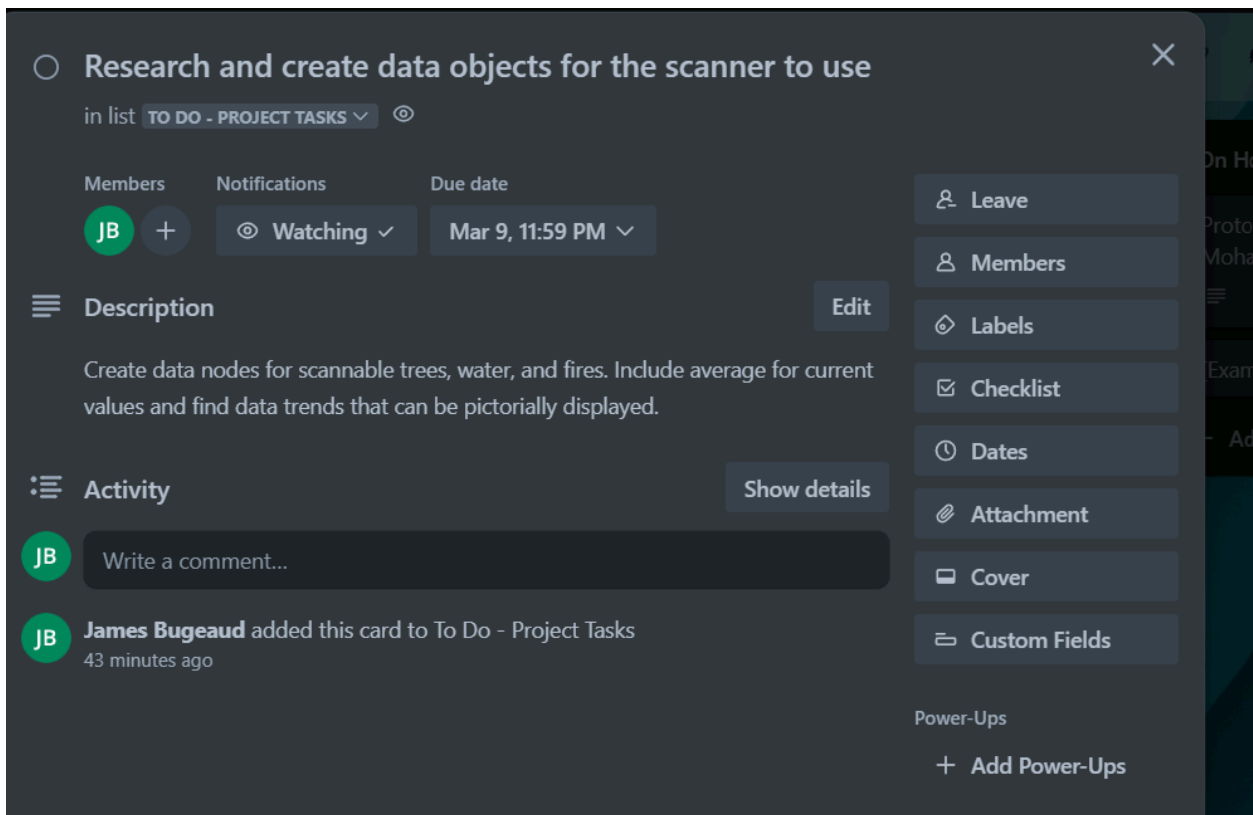 Research and create data objects for the scanner to use
in list TO DO - PROJECT TASKS
Members
Notifications
Due date
JB
Watching
Mar 9, 11:59 PM
Description
Edit
Create data nodes for scannable trees, water, and fires. Include average for current
values and find data trends that can be pictorially displayed.
Activity
Show details
JB
Write a comment...
JB
James Bugeaud added this card to To Do - Project Tasks
43 minutes ago
Leave
Members
Labels
Checklist
Dates
Attachment
Cover
Custom Fields
Power-Ups
+ Add Power-Ups